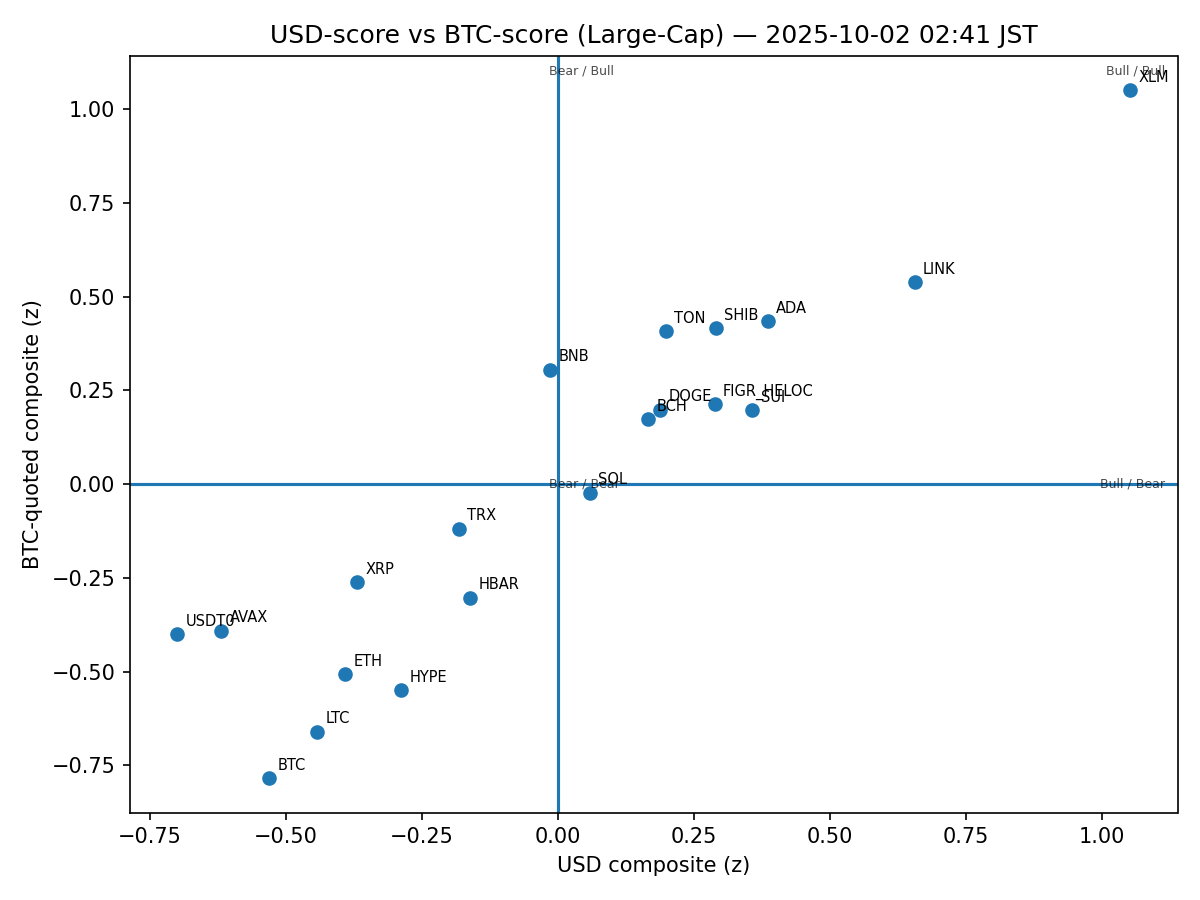 USD-score vs BTC-score (Large-Cap) — 2025-10-02 02:41 JST
Bear / Bull
Bull / Bull
XLM
LINK
ADA
SHIB
TON
BNB
FIGR_HELOC
SUI
DOGE
BCH
SOL
Bear / Bear
Bull / Bear
TRX
XRP
HBAR
USDT0
AVAX
ETH
HYPE
LTC
BTC
1.00
0.75
0.50
0.25
0.00
−0.25
−0.50
−0.75
BTC-quoted composite (z)
−0.75
−0.50
−0.25
0.00
0.25
0.50
0.75
1.00
USD composite (z)